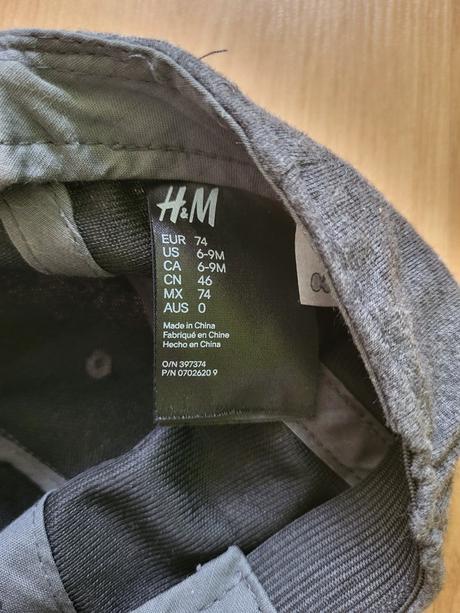 H&M
EUR 74
US 6-9M
CA 6-9M
CN 46
MX 74
AUS 0
Made in China
Fabriqué en Chine
Hecho en China
O/N 397374
P/N 0702620 9